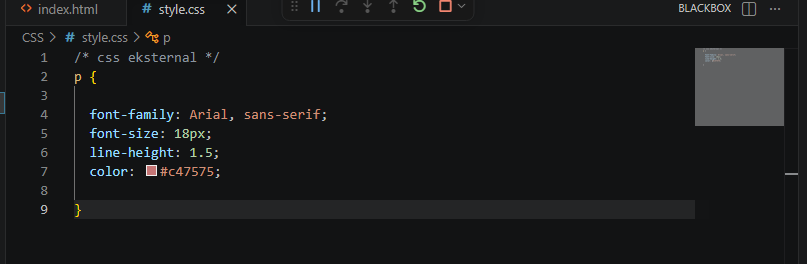 index.html
# style.css
BLACKBOX
CSS > # style.css > p
1 /* css eksternal */
2 p {
3
4 font-family: Arial, sans-serif;
5 font-size: 18px;
6 line-height: 1.5;
7 color: #c47575;
8
9 }